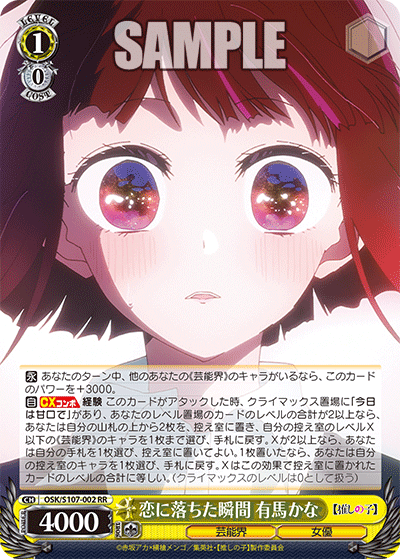 SAMPLE
LEVEL
1
0
COST
永 あなたのターン中、他のあなたの《芸能界》のキャラがいるなら、このカード
のパワーを＋3000。
自 CXコンボ 経験 このカードがアタックした時、クライマックス置場に「今日
は甘口で」があり、あなたのレベル置場のカードのレベルの合計が2以上なら、
あなたは自分の山札の上から2枚を、控え室に置き、自分の控え室のレベルX
以下の《芸能界》のキャラを1枚まで選び、手札に戻す。Xが2以上なら、あな
たは自分の手札を1枚選び、控え室に置いてよい。1枚置いたら、あなたは自
分の控え室のキャラを1枚選び、手札に戻す。Xはこの効果で控え室に置かれた
カードのレベルの合計に等しい。（クライマックスのレベルは0として扱う）
CH OSK/S107-002 RR
恋に落ちた瞬間 有馬かな
【推しの子】
POWER
4000
SOUL
芸能界
女優
©赤坂アカ×横槍メンゴ／集英社・【推しの子】製作委員会